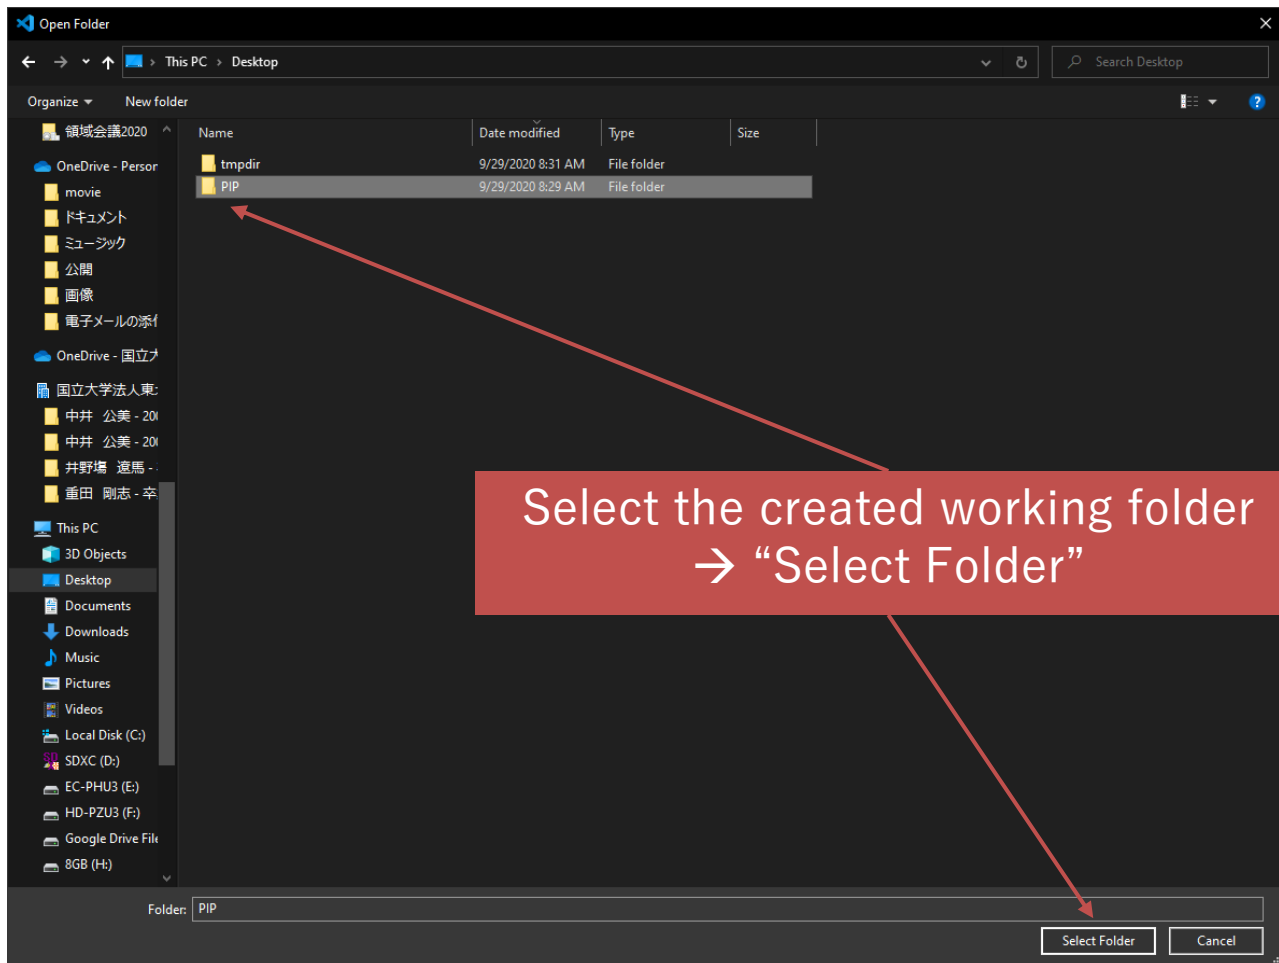 Open Folder
This PC > Desktop
Search Desktop
Organize
New folder
領域会議2020
OneDrive - Person
movie
ドキュメント
ミュージック
公開
画像
電子メールの添付
OneDrive - 国立大
国立大学法人東北
中井 公美 - 200
中井 公美 - 200
井野場 遼馬 -
重田 剛志 - 卒
This PC
3D Objects
Desktop
Documents
Downloads
Music
Pictures
Videos
Local Disk (C:)
SDXC (D:)
EC-PHU3 (E:)
HD-PZU3 (F:)
Google Drive File
8GB (H:)
Name Date modified Type Size
tmpdir 9/29/2020 8:31 AM File folder
PIP 9/29/2020 8:29 AM File folder
Select the created working folder
→ “Select Folder”
Folder: PIP
Select Folder Cancel